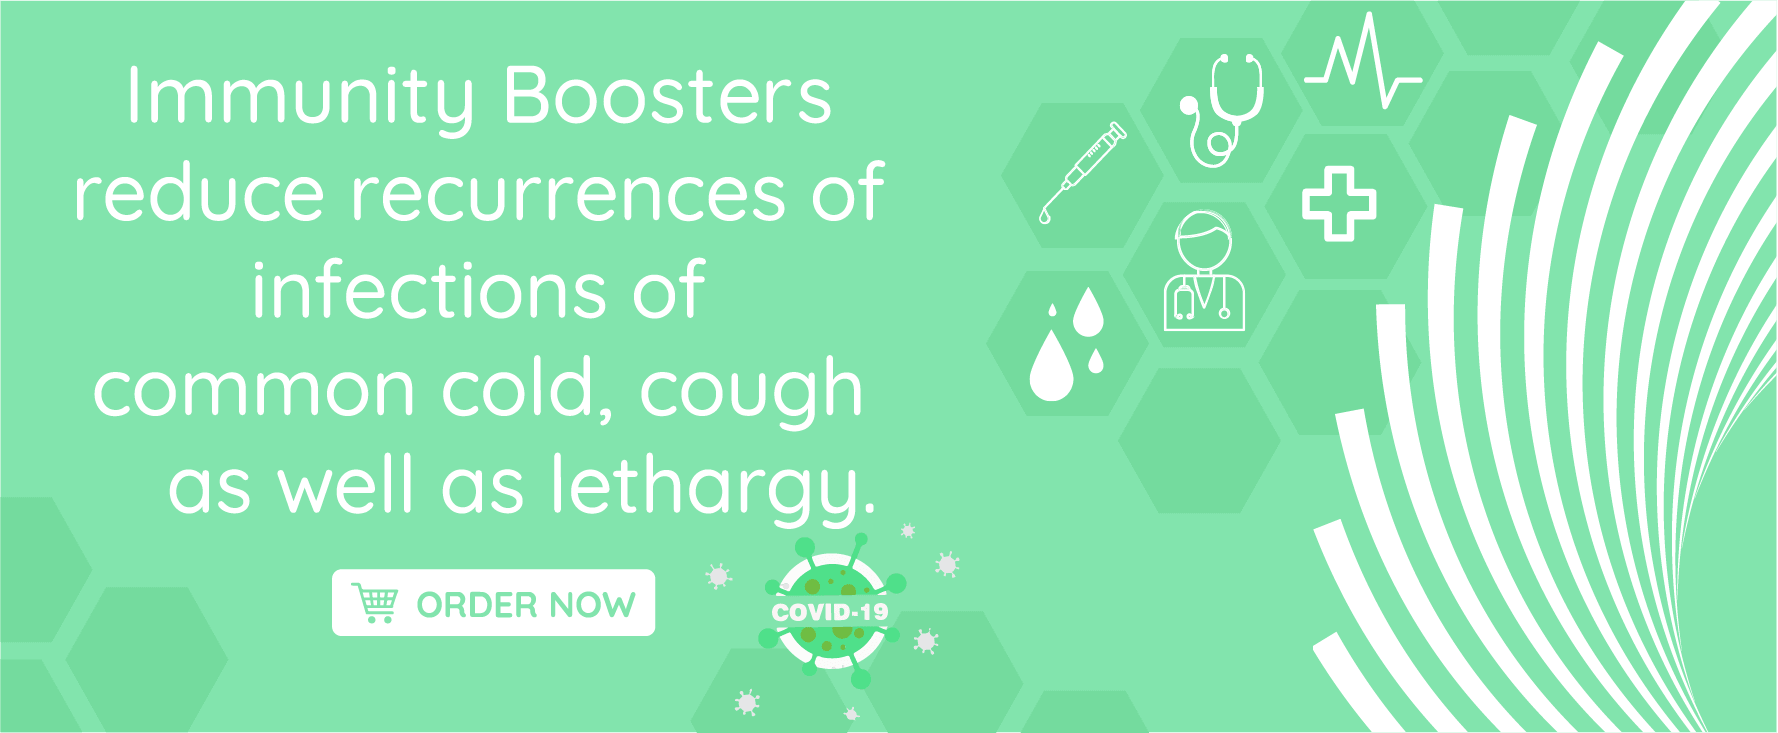 Immunity Boosters
reduce recurrences of
infections of
common cold, cough
as well as lethargy.
ORDER NOW
COVID-19